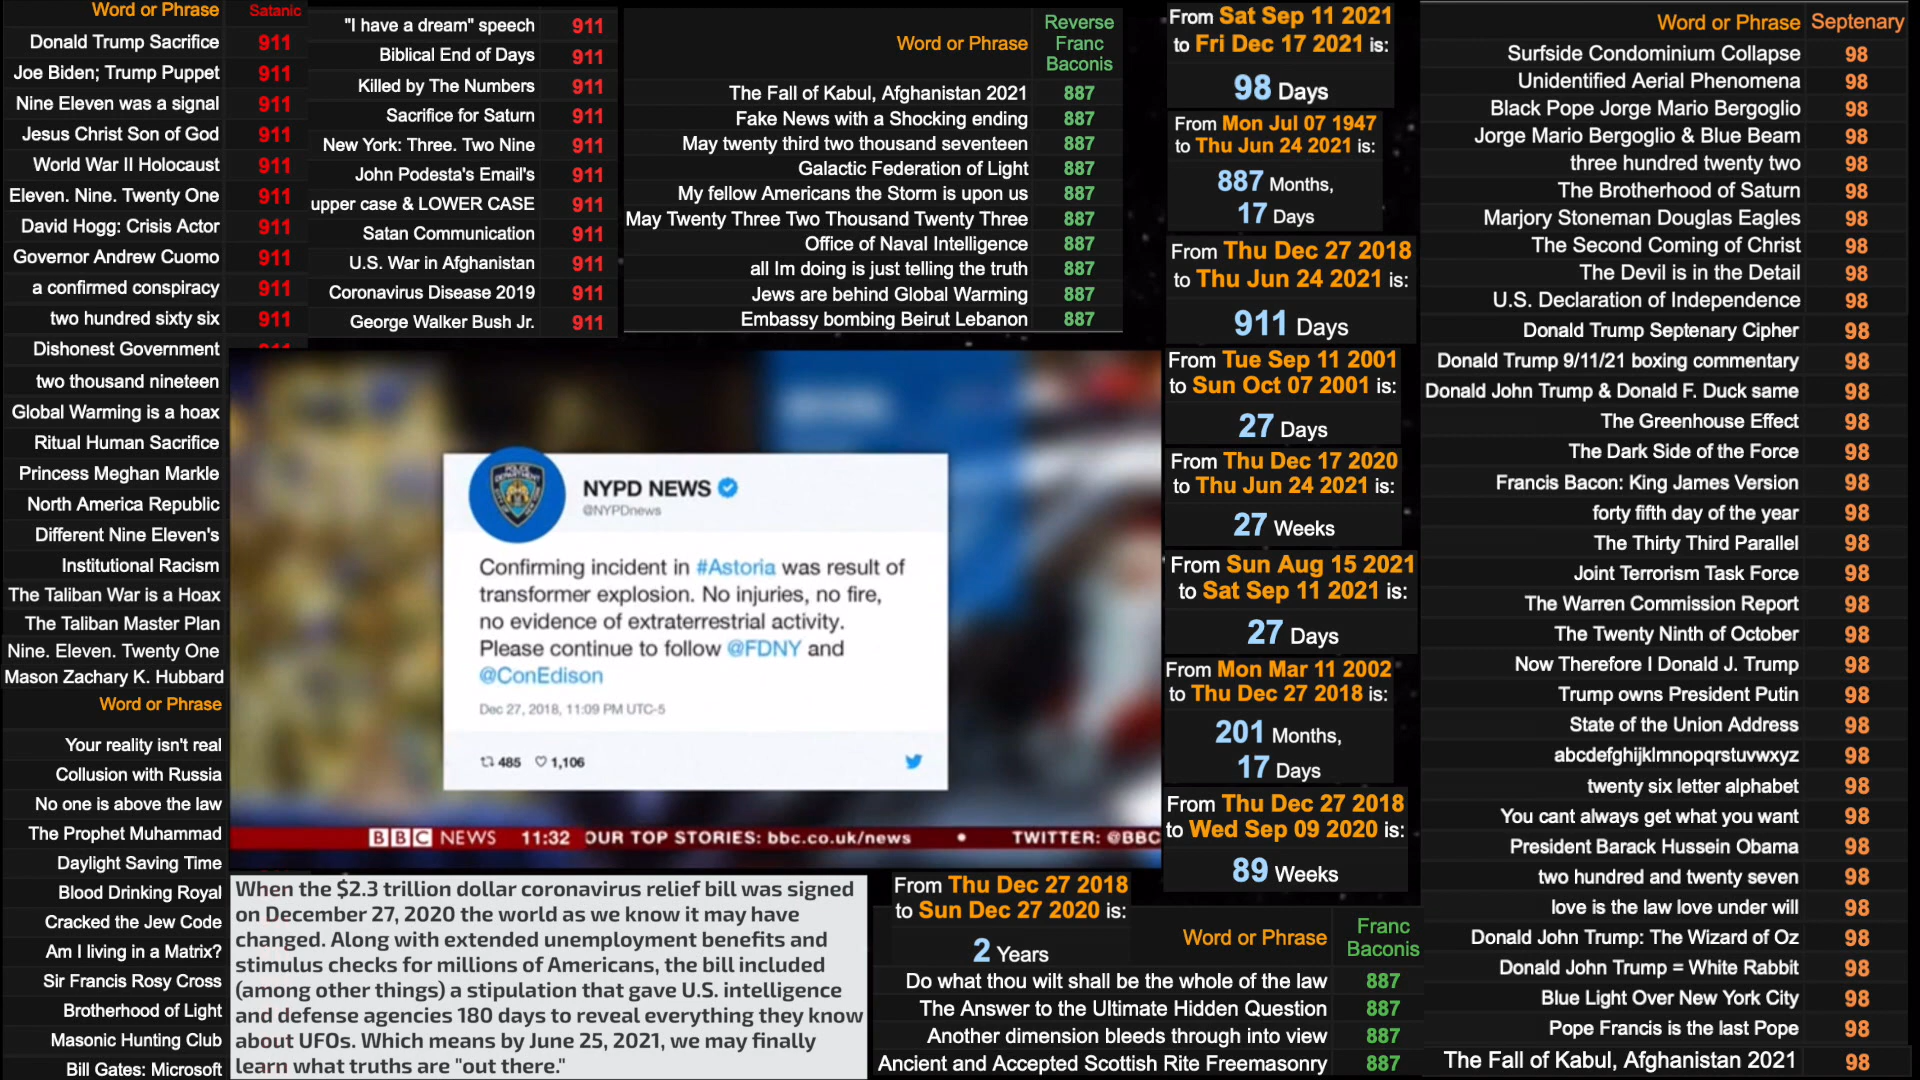 Word or Phrase Satanic
Donald Trump Sacrifice 911
Joe Biden; Trump Puppet 911
Nine Eleven was a signal 911
Jesus Christ Son of God 911
World War II Holocaust 911
Eleven. Nine. Twenty One 911
David Hogg: Crisis Actor 911
Governor Andrew Cuomo 911
a confirmed conspiracy 911
two hundred sixty six 911
Dishonest Government
two thousand nineteen
Global Warming is a hoax
Ritual Human Sacrifice
Princess Meghan Markle
North America Republic
Different Nine Eleven's
Institutional Racism
The Taliban War is a Hoax
The Taliban Master Plan
Nine. Eleven. Twenty One
Mason Zachary K. Hubbard
Word or Phrase
Your reality isn't real
Collusion with Russia
No one is above the law
The Prophet Muhammad
Daylight Saving Time
Blood Drinking Royal
Cracked the Jew Code
Am I living in a Matrix?
Sir Francis Rosy Cross
Brotherhood of Light
Masonic Hunting Club
Bill Gates: Microsoft
"I have a dream" speech 911
Biblical End of Days 911
Killed by The Numbers 911
Sacrifice for Saturn 911
New York: Three. Two Nine 911
John Podesta's Email's 911
upper case & LOWER CASE 911
Satan Communication 911
U.S. War in Afghanistan 911
Coronavirus Disease 2019 911
George Walker Bush Jr. 911
Word or Phrase Reverse
Franc
Baconis
The Fall of Kabul, Afghanistan 2021 887
Fake News with a Shocking ending 887
May twenty third two thousand seventeen 887
Galactic Federation of Light 887
My fellow Americans the Storm is upon us 887
May Twenty Three Two Thousand Twenty Three 887
Office of Naval Intelligence 887
all Im doing is just telling the truth 887
Jews are behind Global Warming 887
Embassy bombing Beirut Lebanon 887
NYPD NEWS
@NYPDnews
Confirming incident in #Astoria was result of
transformer explosion. No injuries, no fire,
no evidence of extraterrestrial activity.
Please continue to follow @FDNY and
@ConEdison
Dec 27, 2018, 11:09 PM UTC-5
485 1,106
BBC NEWS 11:32 OUR TOP STORIES: bbc.co.uk/news • TWITTER: @BBC
When the $2.3 trillion dollar coronavirus relief bill was signed
on December 27, 2020 the world as we know it may have
changed. Along with extended unemployment benefits and
stimulus checks for millions of Americans, the bill included
(among other things) a stipulation that gave U.S. intelligence
and defense agencies 180 days to reveal everything they know
about UFOs. Which means by June 25, 2021, we may finally
learn what truths are "out there."
From Thu Dec 27 2018
to Sun Dec 27 2020 is:
2 Years
Word or Phrase Franc
Baconis
Do what thou wilt shall be the whole of the law 887
The Answer to the Ultimate Hidden Question 887
Another dimension bleeds through into view 887
Ancient and Accepted Scottish Rite Freemasonry 887
From Sat Sep 11 2021
to Fri Dec 17 2021 is:
98 Days
From Mon Jul 07 1947
to Thu Jun 24 2021 is:
887 Months,
17 Days
From Thu Dec 27 2018
to Thu Jun 24 2021 is:
911 Days
From Tue Sep 11 2001
to Sun Oct 07 2001 is:
27 Days
From Thu Dec 17 2020
to Thu Jun 24 2021 is:
27 Weeks
From Sun Aug 15 2021
to Sat Sep 11 2021 is:
27 Days
From Mon Mar 11 2002
to Thu Dec 27 2018 is:
201 Months,
17 Days
From Thu Dec 27 2018
to Wed Sep 09 2020 is:
89 Weeks
Word or Phrase Septenary
Surfside Condominium Collapse 98
Unidentified Aerial Phenomena 98
Black Pope Jorge Mario Bergoglio 98
Jorge Mario Bergoglio & Blue Beam 98
three hundred twenty two 98
The Brotherhood of Saturn 98
Marjory Stoneman Douglas Eagles 98
The Second Coming of Christ 98
The Devil is in the Detail 98
U.S. Declaration of Independence 98
Donald Trump Septenary Cipher 98
Donald Trump 9/11/21 boxing commentary 98
Donald John Trump & Donald F. Duck same 98
The Greenhouse Effect 98
The Dark Side of the Force 98
Francis Bacon: King James Version 98
forty fifth day of the year 98
The Thirty Third Parallel 98
Joint Terrorism Task Force 98
The Warren Commission Report 98
The Twenty Ninth of October 98
Now Therefore I Donald J. Trump 98
Trump owns President Putin 98
State of the Union Address 98
abcdefghijklmnopqrstuvwxyz 98
twenty six letter alphabet 98
You cant always get what you want 98
President Barack Hussein Obama 98
two hundred and twenty seven 98
love is the law love under will 98
Donald John Trump: The Wizard of Oz 98
Donald John Trump = White Rabbit 98
Blue Light Over New York City 98
Pope Francis is the last Pope 98
The Fall of Kabul, Afghanistan 2021 98